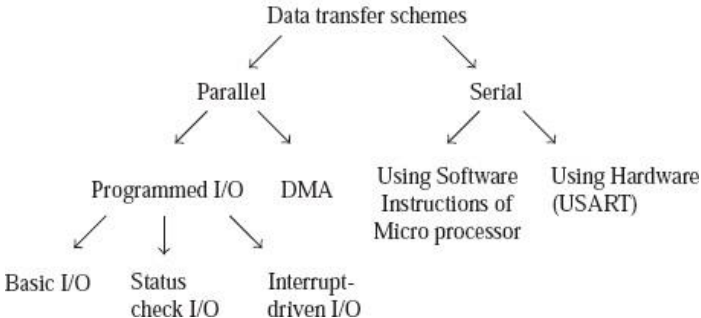 Data transfer schemes
Parallel
Serial
Programmed I/O
DMA
Using Software
Instructions of
Micro processor
Using Hardware
(USART)
Basic I/O
Status
check I/O
Interrupt-
driven I/O